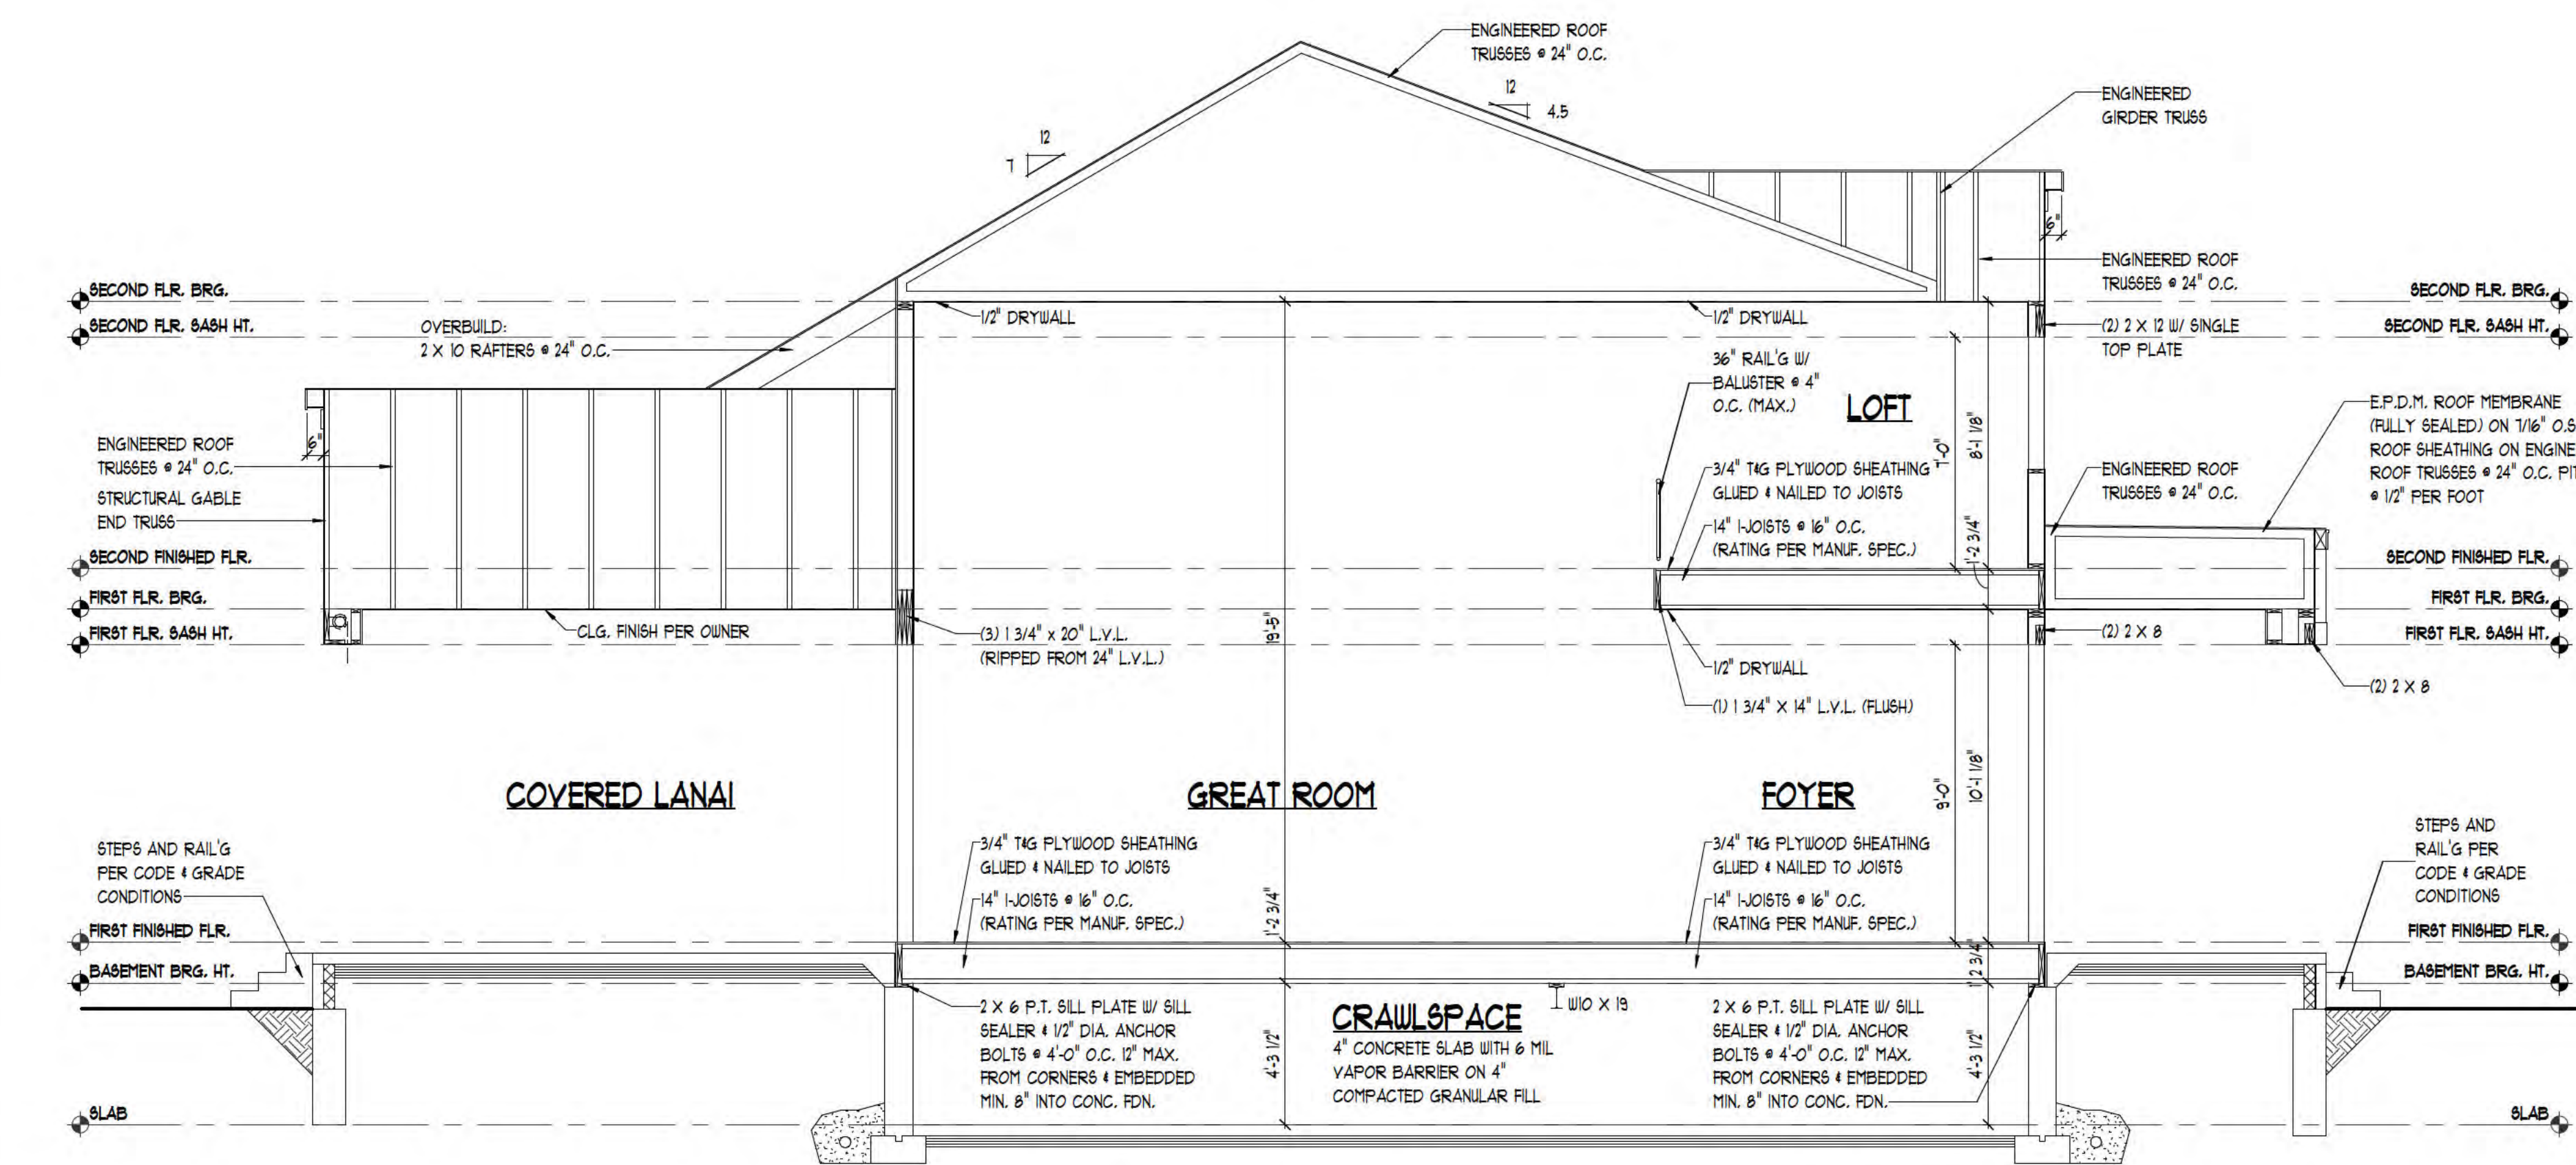 ENGINEERED ROOF
TRUSSES @ 24" O.C.
12
4.5
12
7
ENGINEERED
GIRDER TRUSS
6"
ENGINEERED ROOF
TRUSSES @ 24" O.C.
SECOND FLR. BRG.
SECOND FLR. BRG.
SECOND FLR. SASH HT.
SECOND FLR. SASH HT.
OVERBUILD:
2 X 10 RAFTERS @ 24" O.C.
1/2" DRYWALL
1/2" DRYWALL
(2) 2 X 12 W/ SINGLE
TOP PLATE
36" RAIL'G W/
BALUSTER @ 4"
O.C. (MAX.)
LOFT
7'-0"
8'-1 1/8"
E.P.D.M. ROOF MEMBRANE
(FULLY SEALED) ON 7/16" O.S
ROOF SHEATHING ON ENGINE
ROOF TRUSSES @ 24" O.C. PIT
@ 1/2" PER FOOT
6"
ENGINEERED ROOF
TRUSSES @ 24" O.C.
STRUCTURAL GABLE
END TRUSS
3/4" T&G PLYWOOD SHEATHING
GLUED & NAILED TO JOISTS
14" I-JOISTS @ 16" O.C.
(RATING PER MANUF. SPEC.)
1'-2 3/4"
ENGINEERED ROOF
TRUSSES @ 24" O.C.
SECOND FINISHED FLR.
SECOND FINISHED FLR.
FIRST FLR. BRG.
FIRST FLR. BRG.
FIRST FLR. SASH HT.
FIRST FLR. SASH HT.
CLG. FINISH PER OWNER
(3) 1 3/4" x 20" L.V.L.
(RIPPED FROM 24" L.V.L.)
19'-5"
(2) 2 X 8
1/2" DRYWALL
(1) 1 3/4" X 14" L.V.L. (FLUSH)
(2) 2 X 8
COVERED LANAI
GREAT ROOM
FOYER
9'-0"
10'-1 1/8"
STEPS AND RAIL'G
PER CODE & GRADE
CONDITIONS
3/4" T&G PLYWOOD SHEATHING
GLUED & NAILED TO JOISTS
14" I-JOISTS @ 16" O.C.
(RATING PER MANUF. SPEC.)
1'-2 3/4"
3/4" T&G PLYWOOD SHEATHING
GLUED & NAILED TO JOISTS
14" I-JOISTS @ 16" O.C.
(RATING PER MANUF. SPEC.)
1'-2 3/4"
STEPS AND
RAIL'G PER
CODE & GRADE
CONDITIONS
FIRST FINISHED FLR.
FIRST FINISHED FLR.
BASEMENT BRG. HT.
BASEMENT BRG. HT.
2 X 6 P.T. SILL PLATE W/ SILL
SEALER & 1/2" DIA. ANCHOR
BOLTS @ 4'-0" O.C. 12" MAX.
FROM CORNERS & EMBEDDED
MIN. 8" INTO CONC. FDN.
4'-3 1/2"
CRAWLSPACE
4" CONCRETE SLAB WITH 6 MIL
VAPOR BARRIER ON 4"
COMPACTED GRANULAR FILL
W10 X 19
2 X 6 P.T. SILL PLATE W/ SILL
SEALER & 1/2" DIA. ANCHOR
BOLTS @ 4'-0" O.C. 12" MAX.
FROM CORNERS & EMBEDDED
MIN. 8" INTO CONC. FDN.
4'-3 1/2"
SLAB
SLAB